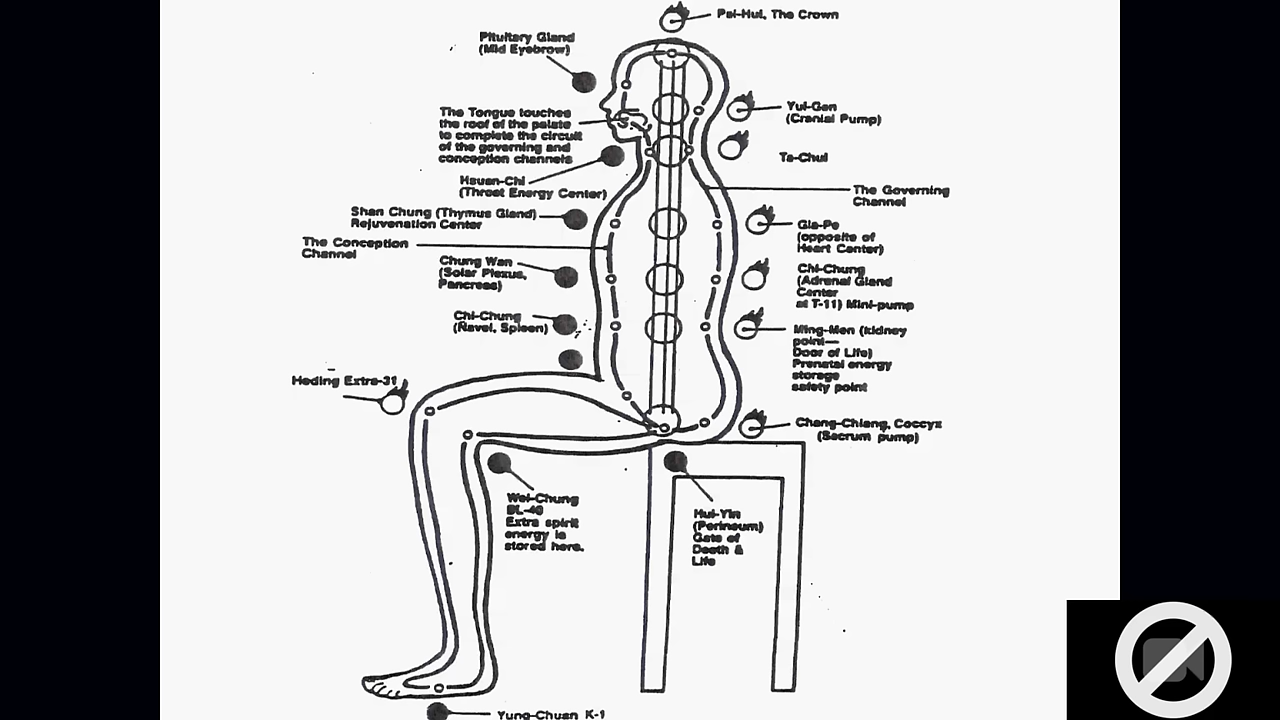 Pai-Hui, The Crown
Pituitary Gland
(Mid Eyebrow)
The Tongue touches
the roof of the palate
to complete the circuit
of the governing and
conception channels
Yui-Gen
(Cranial Pump)
Ta-Chui
Hsuan-Chi
(Throat Energy Center)
The Governing
Channel
Shan Chung (Thymus Gland)
Rejuvenation Center
Gia-Pe
(opposite of
Heart Center)
The Conception
Channel
Chung Wan
(Solar Plexus,
Pancreas)
Chi-Chung
(Adrenal Gland
Center
at T-11) Mini-pump
Chi-Chung
(Navel, Spleen)
Ming-Men (kidney
point—
Door of Life)
Prenatal energy
storage
safety point
Heding Extra-31
Chang-Chiang, Coccyx
(Sacrum pump)
Wei-Chung
BL-40
Extra spirit
energy is
stored here.
Hui-Yin
(Perineum)
Gate of
Death &
Life
Yung-Chuan K-1